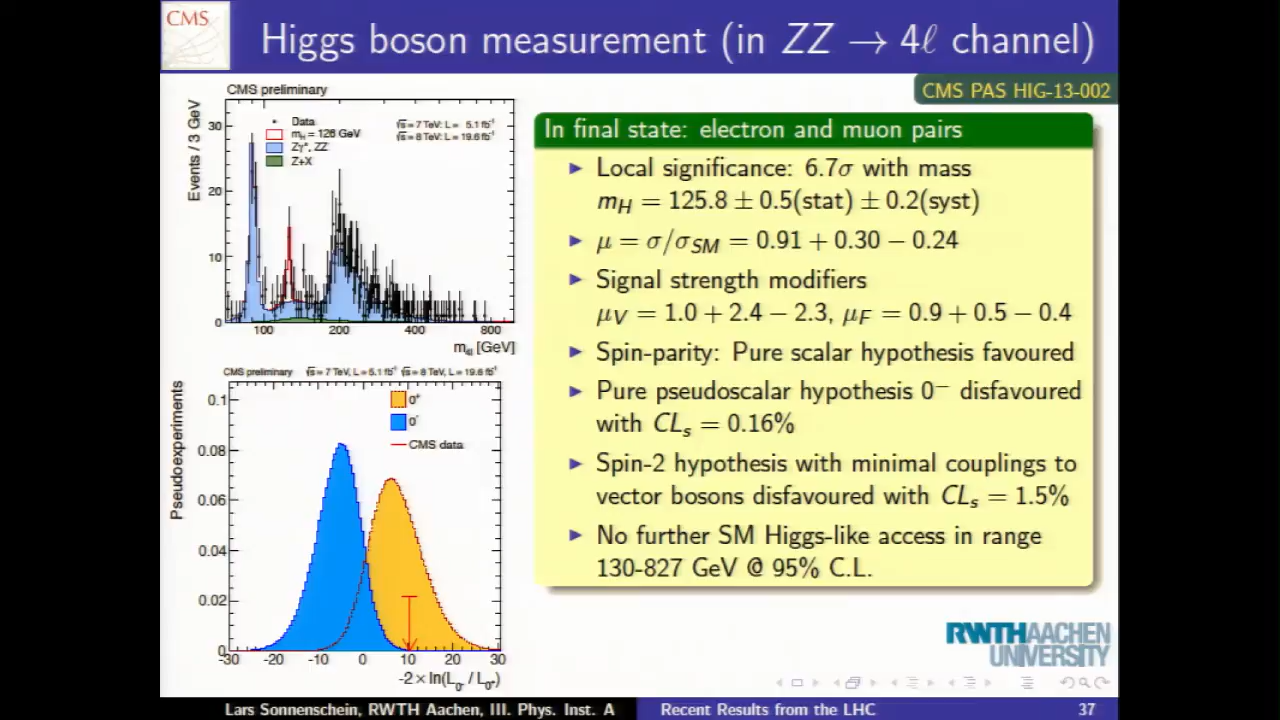 CMS
Higgs boson measurement (in ZZ → 4ℓ channel)
CMS PAS HIG-13-002
CMS preliminary
Events / 3 GeV
30
20
10
0
Data
m_H = 126 GeV
Zγ*, ZZ
Z+X
√s = 7 TeV: L = 5.1 fb⁻¹
√s = 8 TeV: L = 19.6 fb⁻¹
100 200 400 800
m_4l [GeV]
CMS preliminary √s = 7 TeV, L = 5.1 fb⁻¹ √s = 8 TeV, L = 19.6 fb⁻¹
Pseudoexperiments
0.1
0.08
0.06
0.04
0.02
0
0⁺
0⁻
CMS data
-30 -20 -10 0 10 20 30
-2 × ln(L_0⁻ / L_0⁺)
In final state: electron and muon pairs
► Local significance: 6.7σ with mass
m_H = 125.8 ± 0.5(stat) ± 0.2(syst)
► μ = σ/σ_SM = 0.91 + 0.30 − 0.24
► Signal strength modifiers
μ_V = 1.0 + 2.4 − 2.3, μ_F = 0.9 + 0.5 − 0.4
► Spin-parity: Pure scalar hypothesis favoured
► Pure pseudoscalar hypothesis 0⁻ disfavoured
with CL_s = 0.16%
► Spin-2 hypothesis with minimal couplings to
vector bosons disfavoured with CL_s = 1.5%
► No further SM Higgs-like access in range
130-827 GeV @ 95% C.L.
RWTHAACHEN
UNIVERSITY
Lars Sonnenschein, RWTH Aachen, III. Phys. Inst. A
Recent Results from the LHC
37